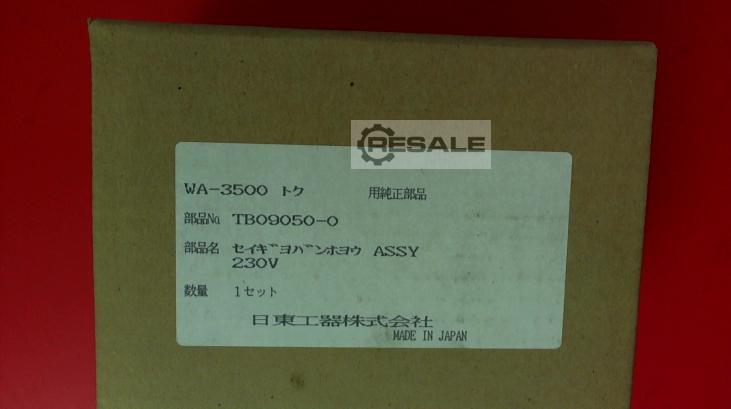 RESALE
WA-3500 トク 用純正部品
部品No TB09050-0
部品名 セイギ゛ヨバ゛ンホヨウ ASSY
230V
数量 1セット
日東工器株式会社
MADE IN JAPAN